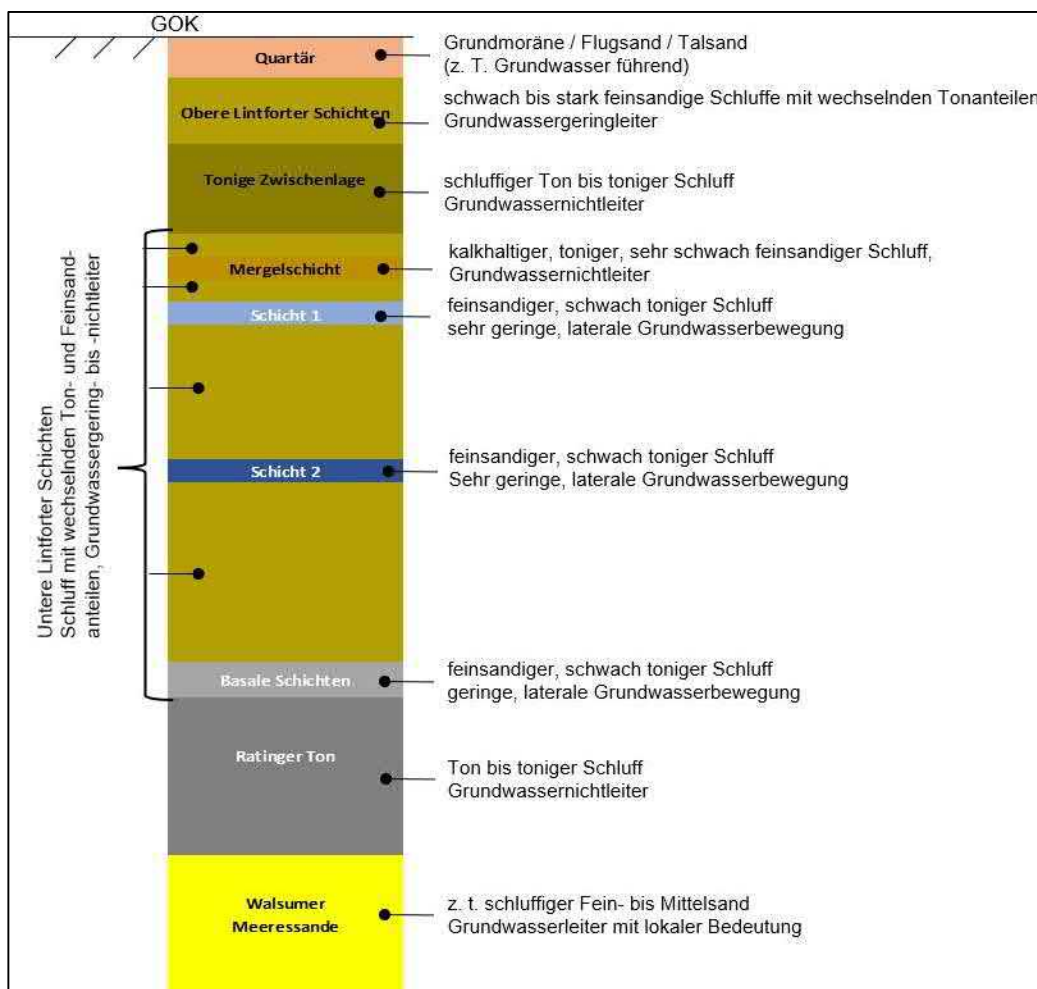 GOK
Quartär
Grundmoräne / Flugsand / Talsand
(z. T. Grundwasser führend)
Obere Lintforter Schichten
schwach bis stark feinsandige Schluffe mit wechselnden Tonanteilen
Grundwassergeringleiter
Tonige Zwischenlage
schluffiger Ton bis toniger Schluff
Grundwassernichtleiter
Untere Lintforter Schichten
Schluff mit wechselnden Ton- und Feinsand-
anteilen, Grundwassergering- bis -nichtleiter
Mergelschicht
kalkhaltiger, toniger, sehr schwach feinsandiger Schluff,
Grundwassernichtleiter
Schicht 1
feinsandiger, schwach toniger Schluff
sehr geringe, laterale Grundwasserbewegung
Schicht 2
feinsandiger, schwach toniger Schluff
Sehr geringe, laterale Grundwasserbewegung
Basale Schichten
feinsandiger, schwach toniger Schluff
geringe, laterale Grundwasserbewegung
Ratinger Ton
Ton bis toniger Schluff
Grundwassernichtleiter
Walsumer
Meeressande
z. t. schluffiger Fein- bis Mittelsand
Grundwasserleiter mit lokaler Bedeutung